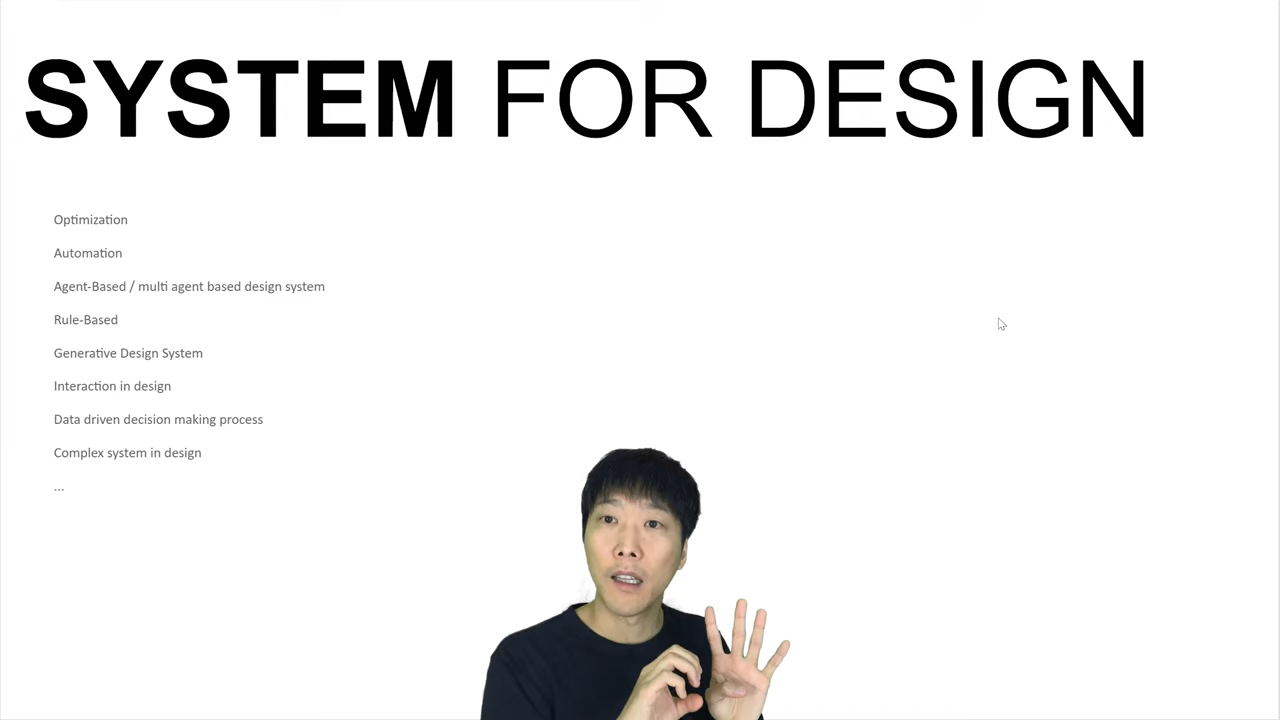 SYSTEM FOR DESIGN
Optimization
Automation
Agent-Based / multi agent based design system
Rule-Based
Generative Design System
Interaction in design
Data driven decision making process
Complex system in design
...